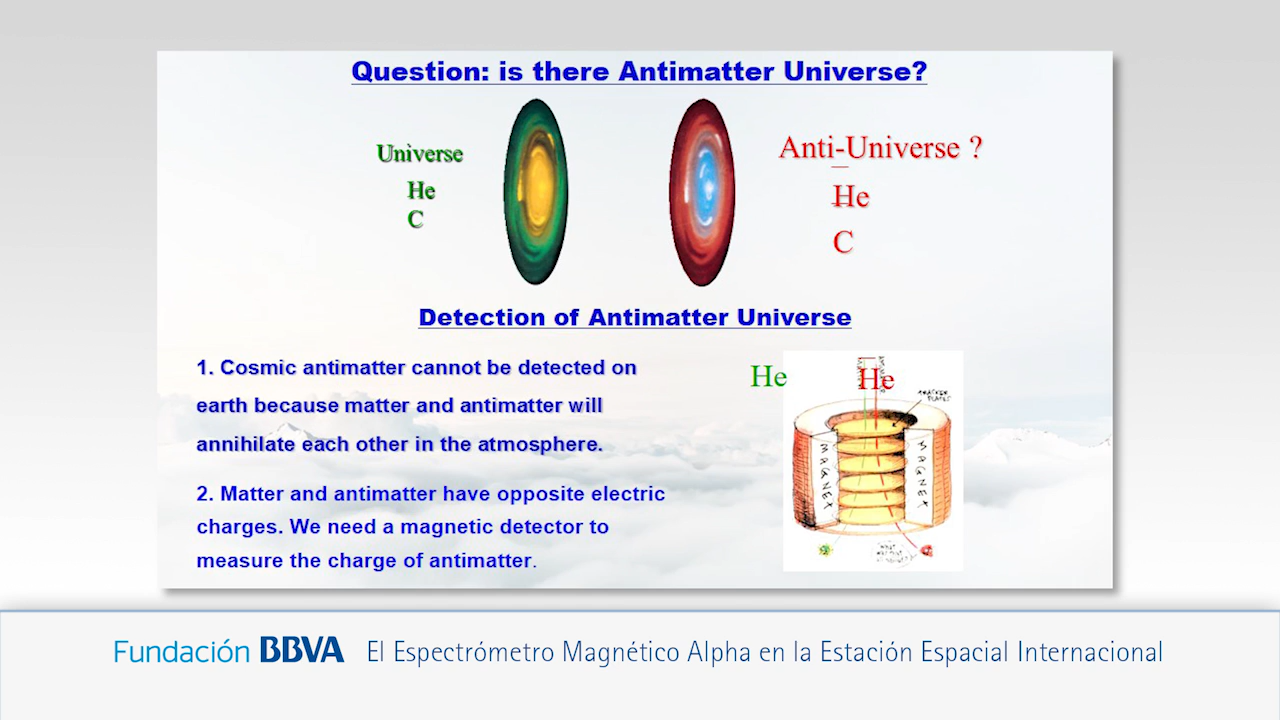 Question: is there Antimatter Universe?
Universe
He
C
Anti-Universe ?
He
C
Detection of Antimatter Universe
1. Cosmic antimatter cannot be detected on
earth because matter and antimatter will
annihilate each other in the atmosphere.
2. Matter and antimatter have opposite electric
charges. We need a magnetic detector to
measure the charge of antimatter.
He
He
TRACKER
PLATES
MAGNET
MAGNET
Fundación BBVA El Espectrómetro Magnético Alpha en la Estación Espacial Internacional